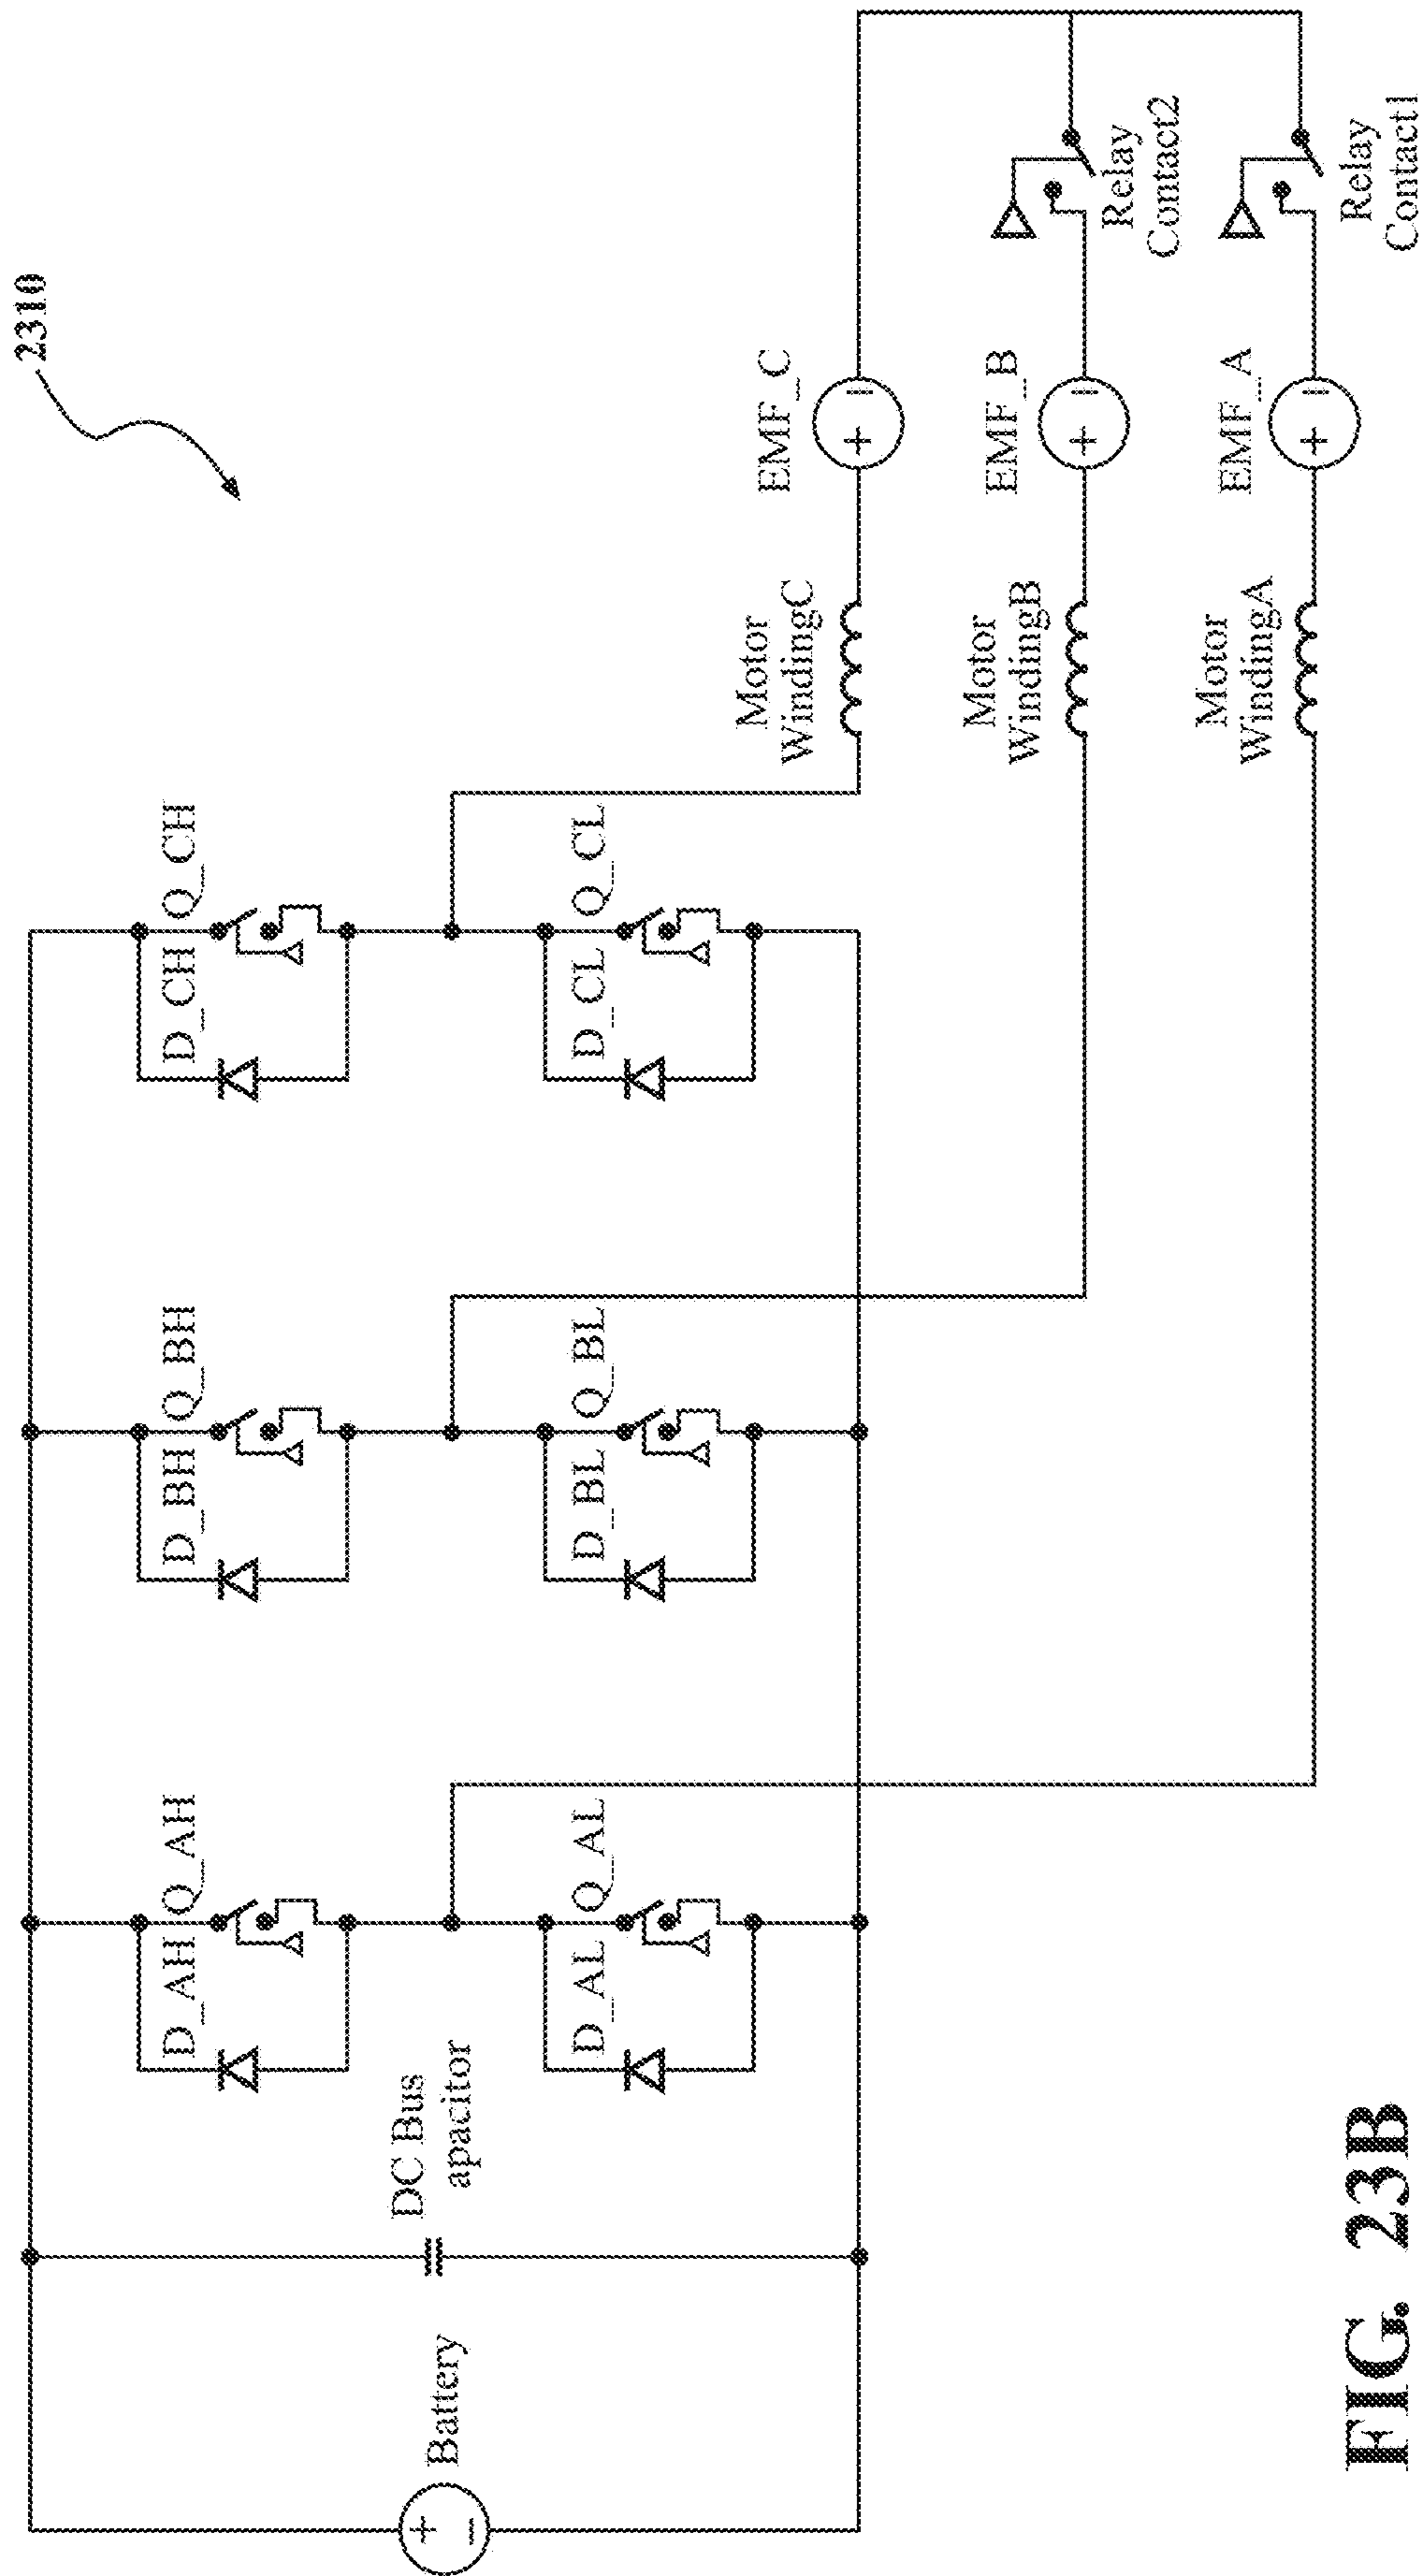 2310
Battery
DC Bus
apacitor
D_AH
Q_AH
D_AL
Q_AL
D_BH
Q_BH
D_BL
Q_BL
D_CH
Q_CH
D_CL
Q_CL
Motor
WindingC
EMF_C
Motor
WindingB
EMF_B
Relay
Contact2
Motor
WindingA
EMF_A
Relay
Contact1
FIG. 23B